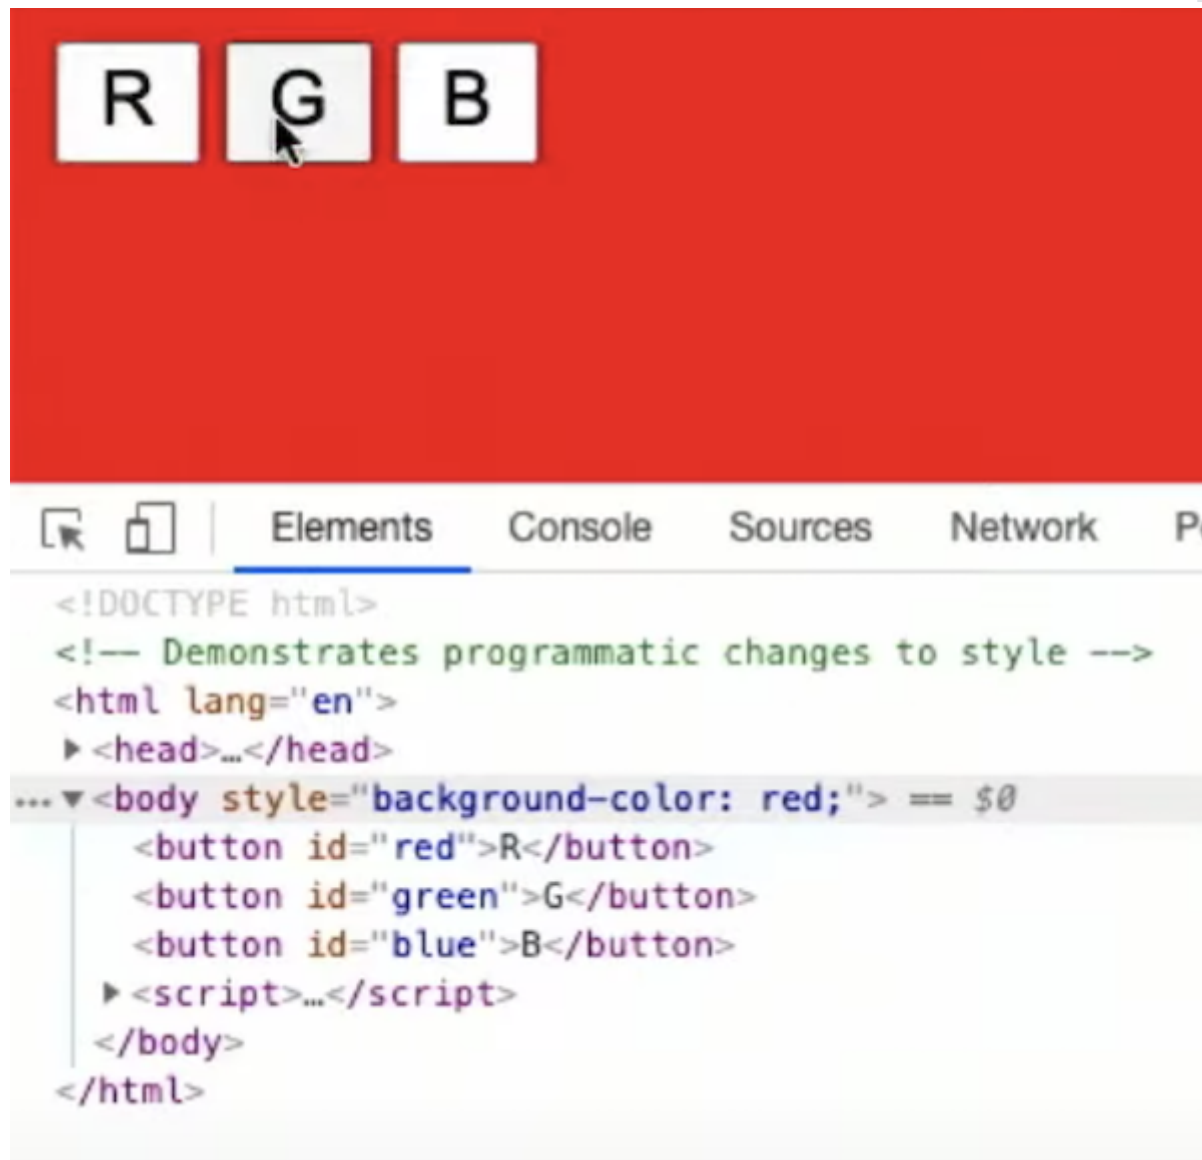 R G B
Elements Console Sources Network
<!DOCTYPE html>
<!-- Demonstrates programmatic changes to style -->
<html lang="en">
<head>…</head>
<body style="background-color: red;"> == $0
<button id="red">R</button>
<button id="green">G</button>
<button id="blue">B</button>
<script>…</script>
</body>
</html>